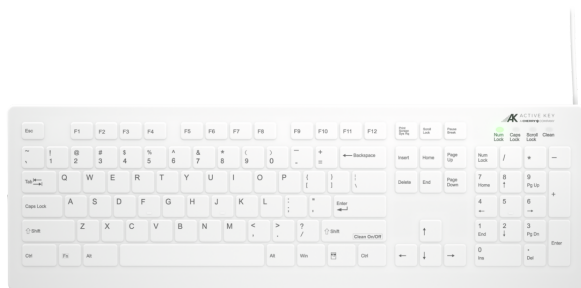 AK ACTIVE KEY
Num Lock Caps Lock Scroll Lock Clean
Esc F1 F2 F3 F4 F5 F6 F7 F8 F9 F10 F11 F12 Print Screen Sys Rq Scroll Lock Pause Break
~ ` ! 1 @ 2 # 3 $ 4 % 5 ^ 6 & 7 * 8 ( 9 ) 0 _ - + = ← Backspace Insert Home Page Up Num Lock / * −
Tab Q W E R T Y U I O P { [ } ] | \ Delete End Page Down 7 Home 8 ↑ 9 Pg Up +
Caps Lock A S D F G H J K L : ; " ' Enter 4 ← 5 6 →
⇧ Shift Z X C V B N M < , > . ? / ⇧ Shift Clean On/Off ↑ 1 End 2 ↓ 3 Pg Dn Enter
Ctrl Fn Alt Alt Win Ctrl ← ↓ → 0 Ins . Del